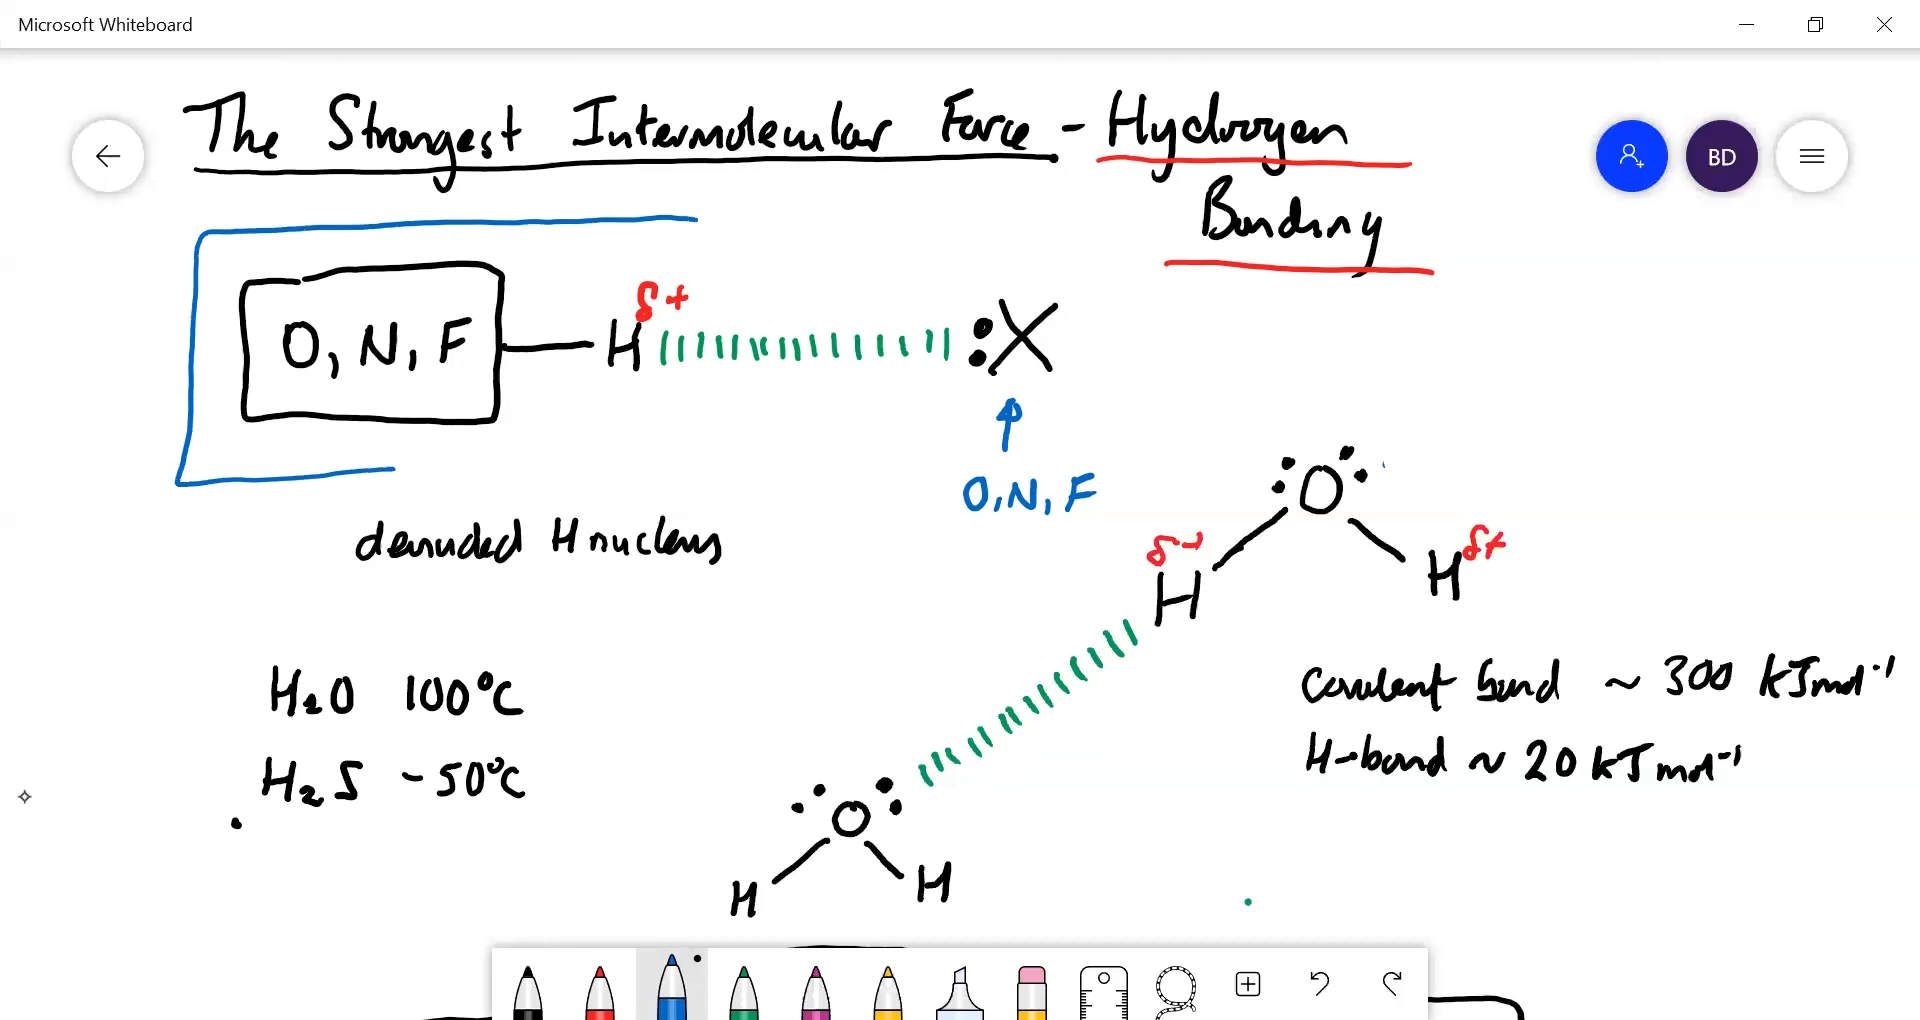 Microsoft Whiteboard
The Strongest Intermolecular Force - Hydrogen
Bonding
BD
O, N, F — H δ+ :X
O, N, F
denuded H nucleus
:O:
δ+ H H δ+
H₂O 100°C
H₂S -50°C
covalent bond ~ 300 kJmol⁻¹
H-bond ~ 20 kJmol⁻¹
:O:
H H